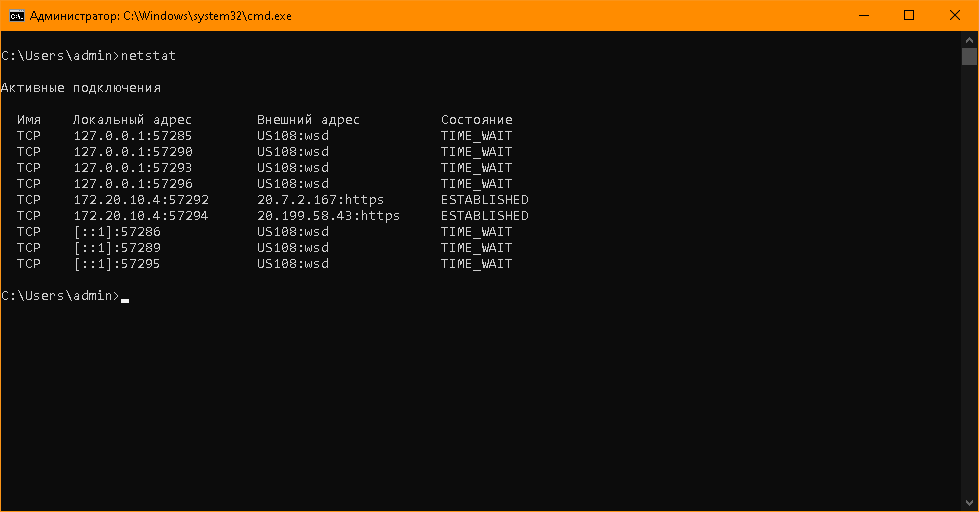 Администратор: C:\Windows\system32\cmd.exe
C:\Users\admin>netstat
Активные подключения
Имя Локальный адрес Внешний адрес Состояние
TCP 127.0.0.1:57285 US108:wsd TIME_WAIT
TCP 127.0.0.1:57290 US108:wsd TIME_WAIT
TCP 127.0.0.1:57293 US108:wsd TIME_WAIT
TCP 127.0.0.1:57296 US108:wsd TIME_WAIT
TCP 172.20.10.4:57292 20.7.2.167:https ESTABLISHED
TCP 172.20.10.4:57294 20.199.58.43:https ESTABLISHED
TCP [::1]:57286 US108:wsd TIME_WAIT
TCP [::1]:57289 US108:wsd TIME_WAIT
TCP [::1]:57295 US108:wsd TIME_WAIT
C:\Users\admin>